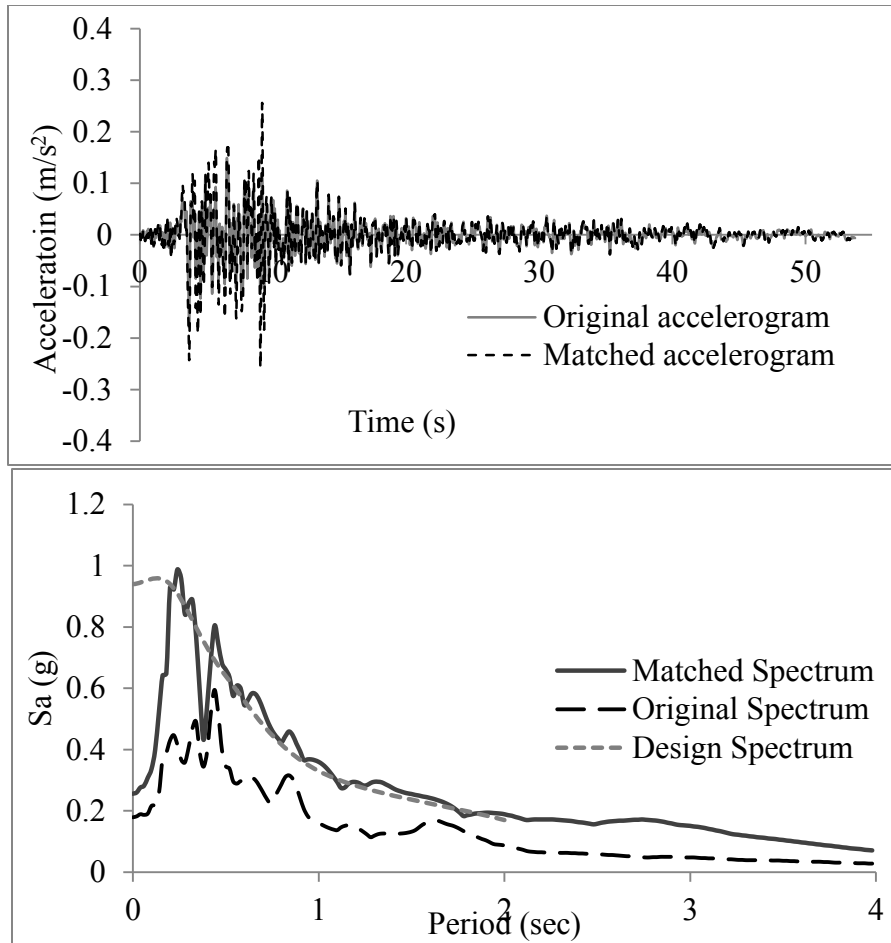 0.4
0.3
0.2
0.1
0
-0.1
-0.2
-0.3
-0.4
Acceleratoin (m/s²)
0 10 20 30 40 50
Original accelerogram
Matched accelerogram
Time (s)
1.2
1
0.8
0.6
0.4
0.2
0
Sa (g)
Matched Spectrum
Original Spectrum
Design Spectrum
0 1 2 3 4
Period (sec)